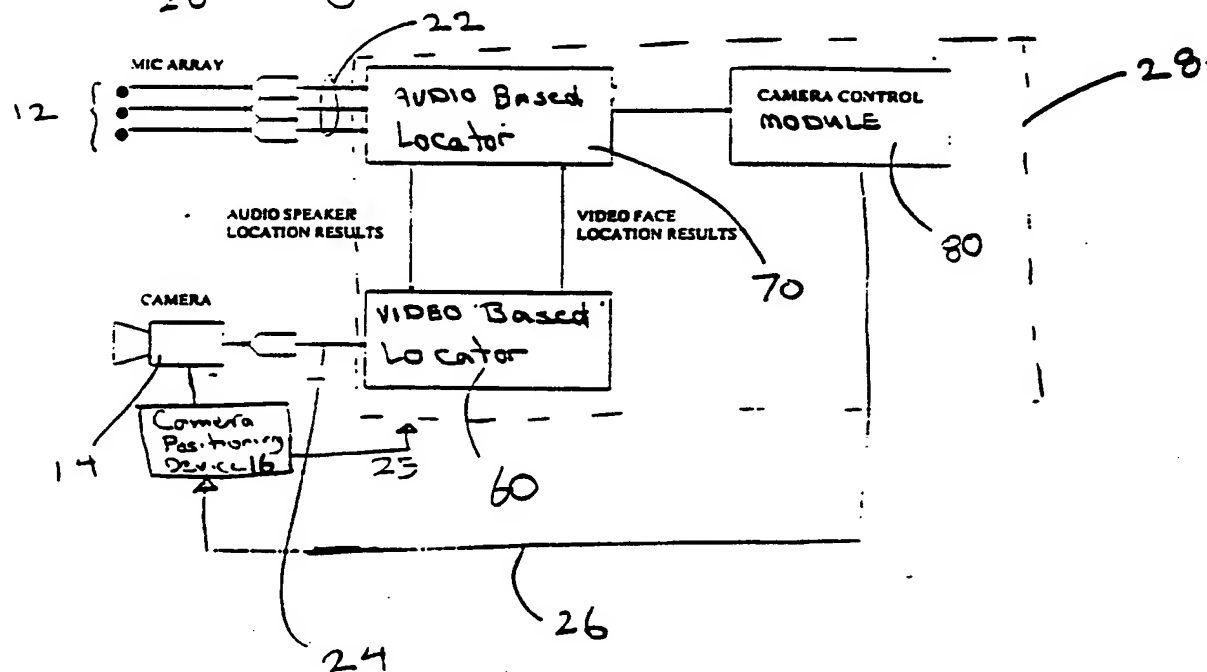 22
MIC ARRAY
12
AUDIO Based
Locator
CAMERA CONTROL
MODULE
28
AUDIO SPEAKER
LOCATION RESULTS
VIDEO FACE
LOCATION RESULTS
80
70
CAMERA
VIDEO Based
Locator
Camera
Positioning
Device 16
14
25
60
26
24